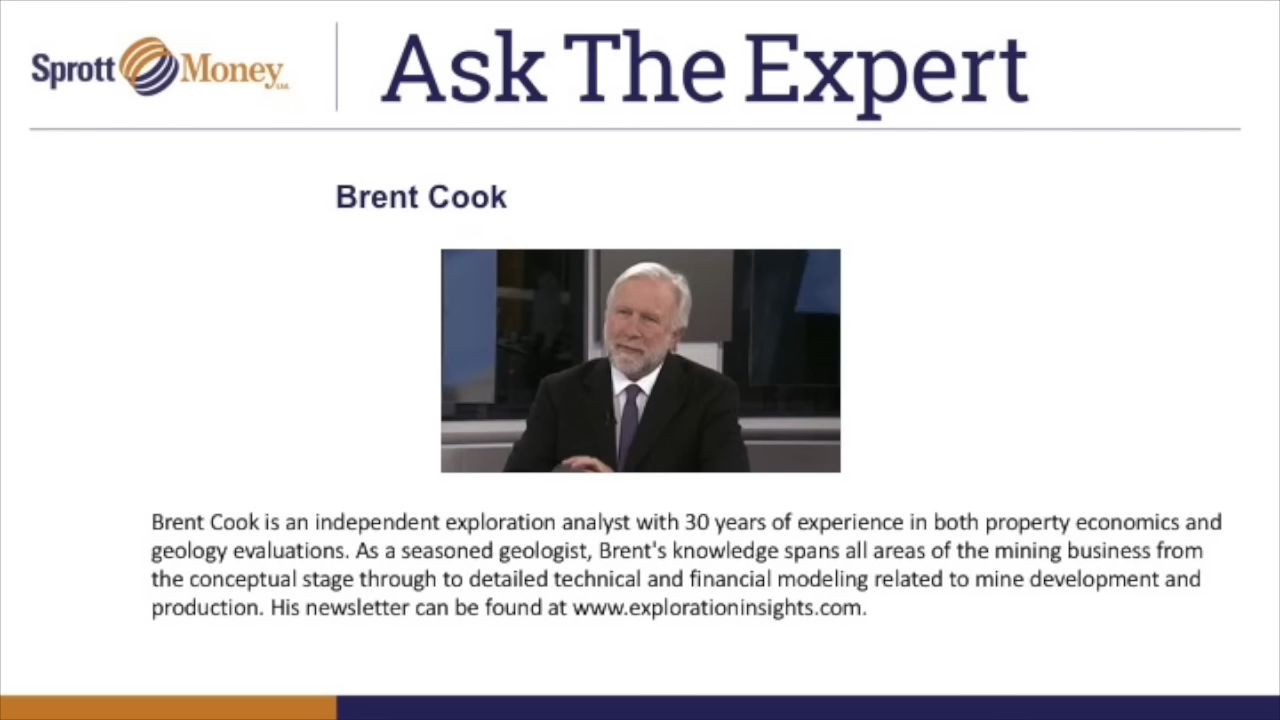 Sprott Money Ltd.
Ask The Expert
Brent Cook
Brent Cook is an independent exploration analyst with 30 years of experience in both property economics and
geology evaluations. As a seasoned geologist, Brent's knowledge spans all areas of the mining business from
the conceptual stage through to detailed technical and financial modeling related to mine development and
production. His newsletter can be found at www.explorationinsights.com.